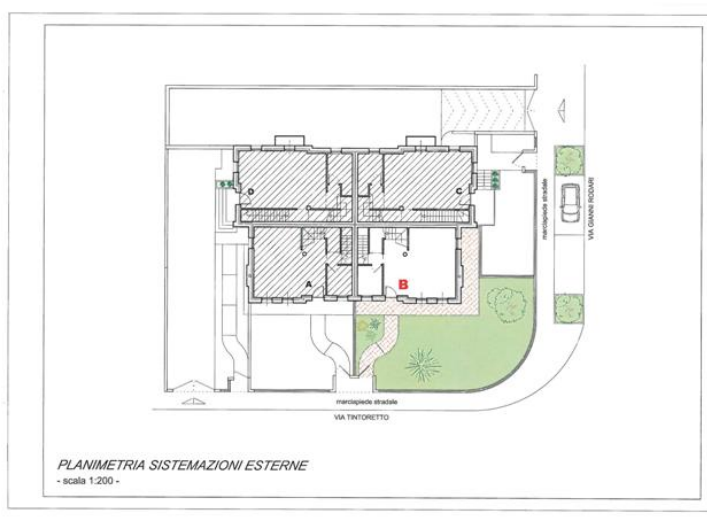 marciapiede stradale
VIA GIANNI RODARI
A
B
marciapiede stradale
VIA TINTORETTO
PLANIMETRIA SISTEMAZIONI ESTERNE
- scala 1:200 -